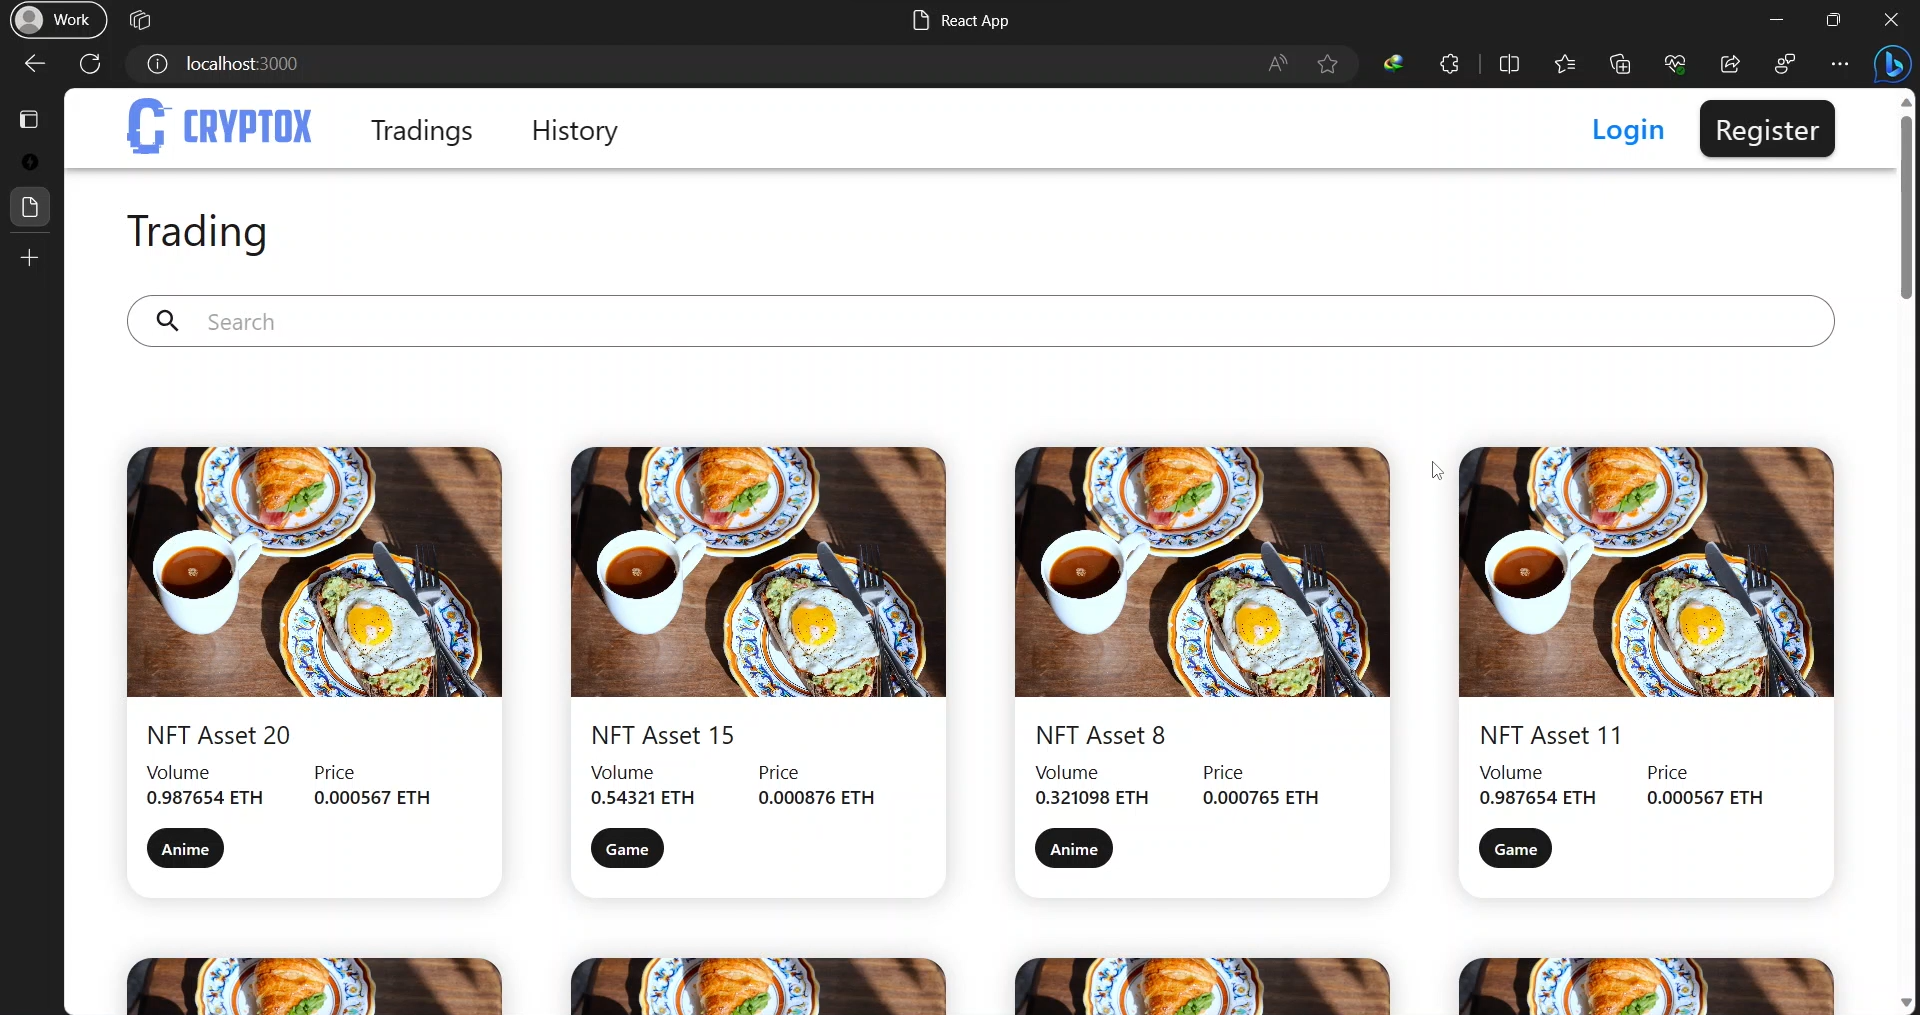 Work
React App
localhost:3000
CRYPTOX
Tradings
History
Login
Register
Trading
Search
NFT Asset 20
Volume Price
0.987654 ETH 0.000567 ETH
Anime
NFT Asset 15
Volume Price
0.54321 ETH 0.000876 ETH
Game
NFT Asset 8
Volume Price
0.321098 ETH 0.000765 ETH
Anime
NFT Asset 11
Volume Price
0.987654 ETH 0.000567 ETH
Game